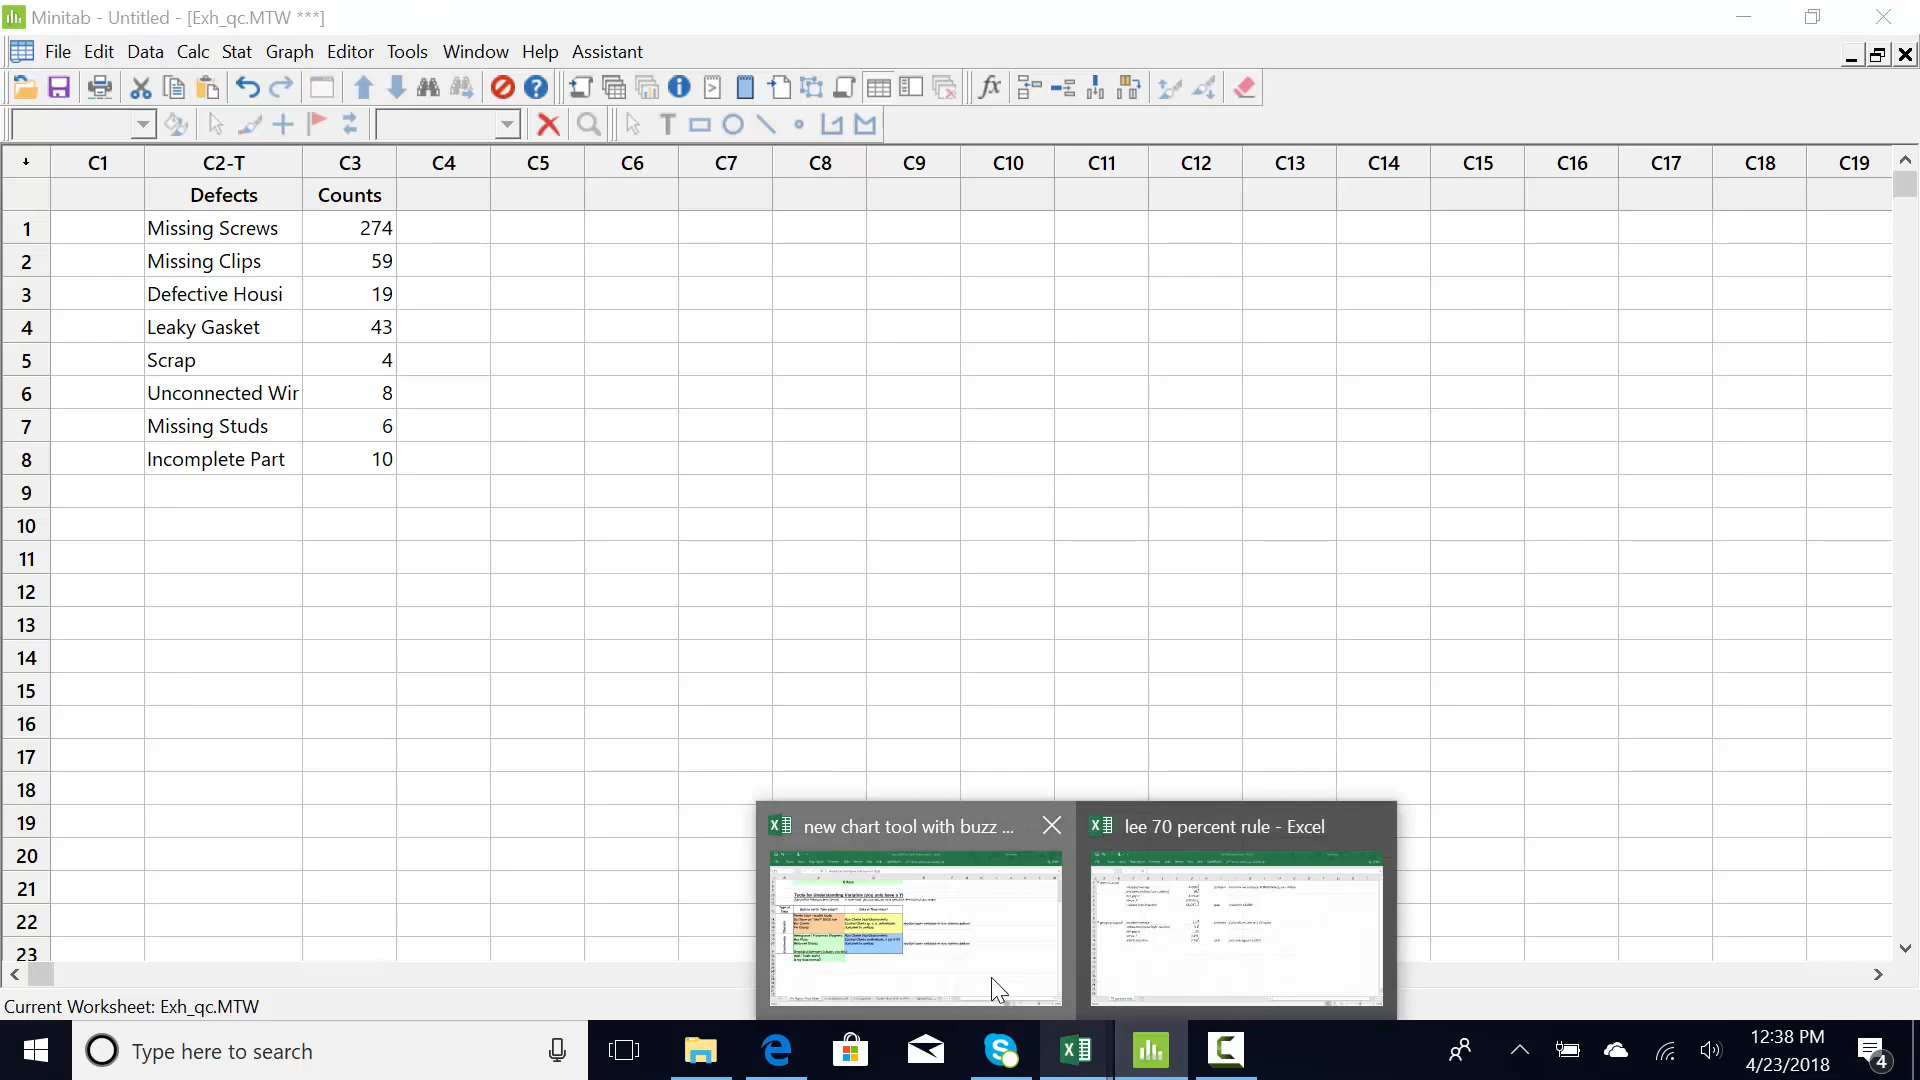 Minitab - Untitled - [Exh_qc.MTW ***]
File Edit Data Calc Stat Graph Editor Tools Window Help Assistant
C1 C2-T C3 C4 C5 C6 C7 C8 C9 C10 C11 C12 C13 C14 C15 C16 C17 C18 C19
Defects Counts
1 Missing Screws 274
2 Missing Clips 59
3 Defective Housi 19
4 Leaky Gasket 43
5 Scrap 4
6 Unconnected Wir 8
7 Missing Studs 6
8 Incomplete Part 10
9
10
11
12
13
14
15
16
17
18
19
20
21
22
23
new chart tool with buzz ...
lee 70 percent rule - Excel
Current Worksheet: Exh_qc.MTW
Type here to search
12:38 PM
4/23/2018
4